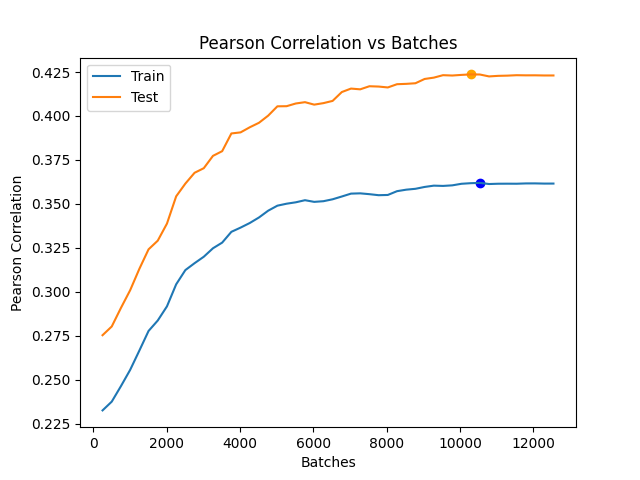 Pearson Correlation vs Batches
Train
Test
Pearson Correlation
0.425
0.400
0.375
0.350
0.325
0.300
0.275
0.250
0.225
0 2000 4000 6000 8000 10000 12000
Batches